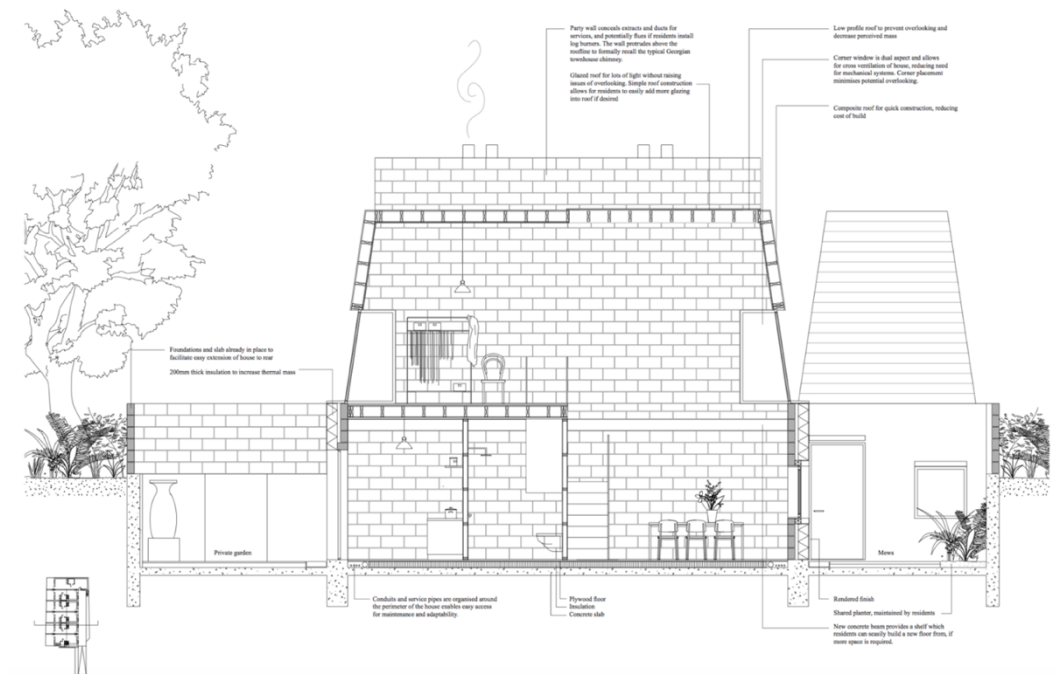 Party wall conceals extracts and ducts for
services, and potentially flues if residents install
log burners. The wall protrudes above the
roofline to formally recall the typical Georgian
townhouse chimney.
Glazed roof for lots of light without raising
issues of overlooking. Simple roof construction
allows for residents to easily add more glazing
into roof if desired
Low profile roof to prevent overlooking and
decrease perceived mass
Corner window is dual aspect and allows
for cross ventilation of house, reducing need
for mechanical systems. Corner placement
minimises potential overlooking.
Composite roof for quick construction, reducing
cost of build
Foundations and slab already in place to
facilitate easy extension of house to rear
200mm thick insulation to increase thermal mass
Private garden
Mews
Conduits and service pipes are organised around
the perimeter of the house enables easy access
for maintenance and adaptability.
Plywood floor
Insulation
Concrete slab
Rendered finish
Shared planter, maintained by residents
New concrete beam provides a shelf which
residents can seasily build a new floor from, if
more space is required.